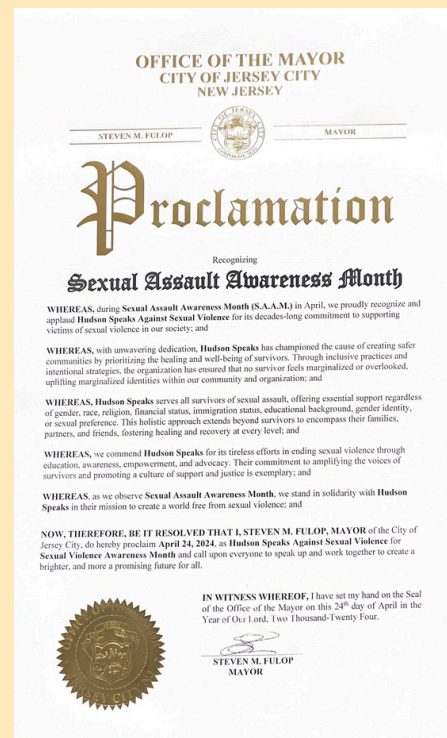 OFFICE OF THE MAYOR
CITY OF JERSEY CITY
NEW JERSEY
STEVEN M. FULOP
MAYOR
Proclamation
Recognizing
Sexual Assault Awareness Month
WHEREAS, during Sexual Assault Awareness Month (S.A.A.M.) in April, we proudly recognize and
applaud Hudson Speaks Against Sexual Violence for its decades-long commitment to supporting
victims of sexual violence in our society; and
WHEREAS, with unwavering dedication, Hudson Speaks has championed the cause of creating safer
communities by prioritizing the healing and well-being of survivors. Through inclusive practices and
intentional strategies, the organization has ensured that no survivor feels marginalized or overlooked,
uplifting marginalized identities within our community and organization; and
WHEREAS, Hudson Speaks serves all survivors of sexual assault, offering essential support regardless
of gender, race, religion, financial status, immigration status, educational background, gender identity,
or sexual preference. This holistic approach extends beyond survivors to encompass their families,
partners, and friends, fostering healing and recovery at every level; and
WHEREAS, we commend Hudson Speaks for its tireless efforts in ending sexual violence through
education, awareness, empowerment, and advocacy. Their commitment to amplifying the voices of
survivors and promoting a culture of support and justice is exemplary; and
WHEREAS, as we observe Sexual Assault Awareness Month, we stand in solidarity with Hudson
Speaks in their mission to create a world free from sexual violence; and
NOW, THEREFORE, BE IT RESOLVED THAT I, STEVEN M. FULOP, MAYOR of the City of
Jersey City, do hereby proclaim April 24, 2024, as Hudson Speaks Against Sexual Violence for
Sexual Violence Awareness Month and call upon everyone to speak up and work together to create a
brighter, and more a promising future for all.
IN WITNESS WHEREOF, I have set my hand on the Seal
of the Office of the Mayor on this 24th day of April in the
Year of Our Lord, Two Thousand-Twenty Four.
STEVEN M. FULOP
MAYOR